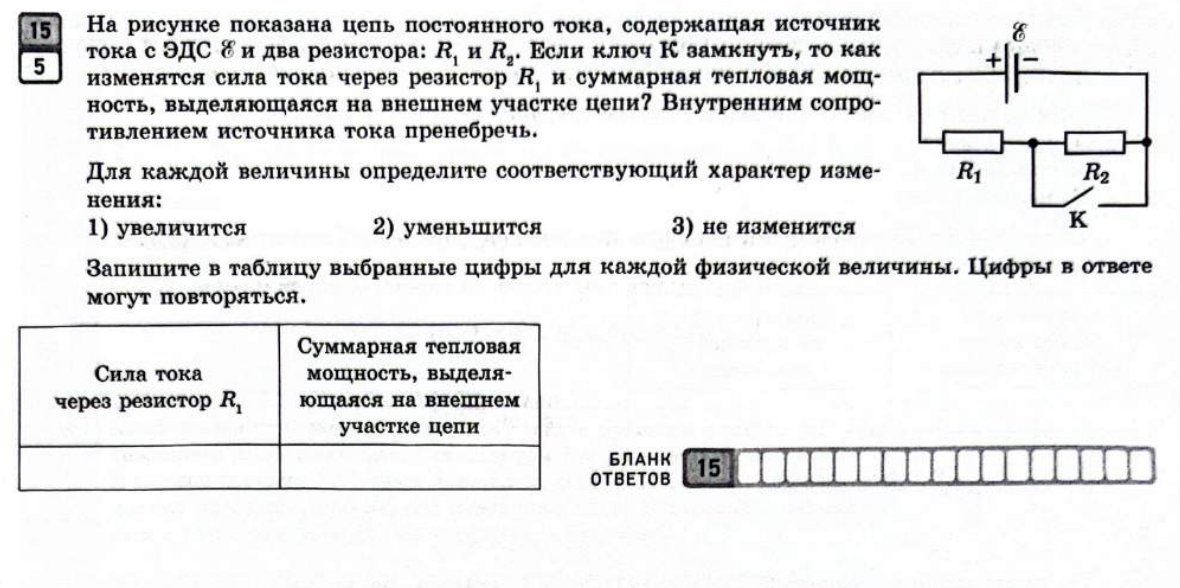 15
5
На рисунке показана цепь постоянного тока, содержащая источник
тока с ЭДС ℰ и два резистора: R₁ и R₂. Если ключ К замкнуть, то как
изменятся сила тока через резистор R₁ и суммарная тепловая мощ-
ность, выделяющаяся на внешнем участке цепи? Внутренним сопро-
тивлением источника тока пренебречь.
ℰ
+ −
R₁ R₂
К
Для каждой величины определите соответствующий характер изме-
нения:
1) увеличится 2) уменьшится 3) не изменится
Запишите в таблицу выбранные цифры для каждой физической величины. Цифры в ответе
могут повторяться.
Сила тока
через резистор R₁
Суммарная тепловая
мощность, выделя-
ющаяся на внешнем
участке цепи
БЛАНК
ОТВЕТОВ
15